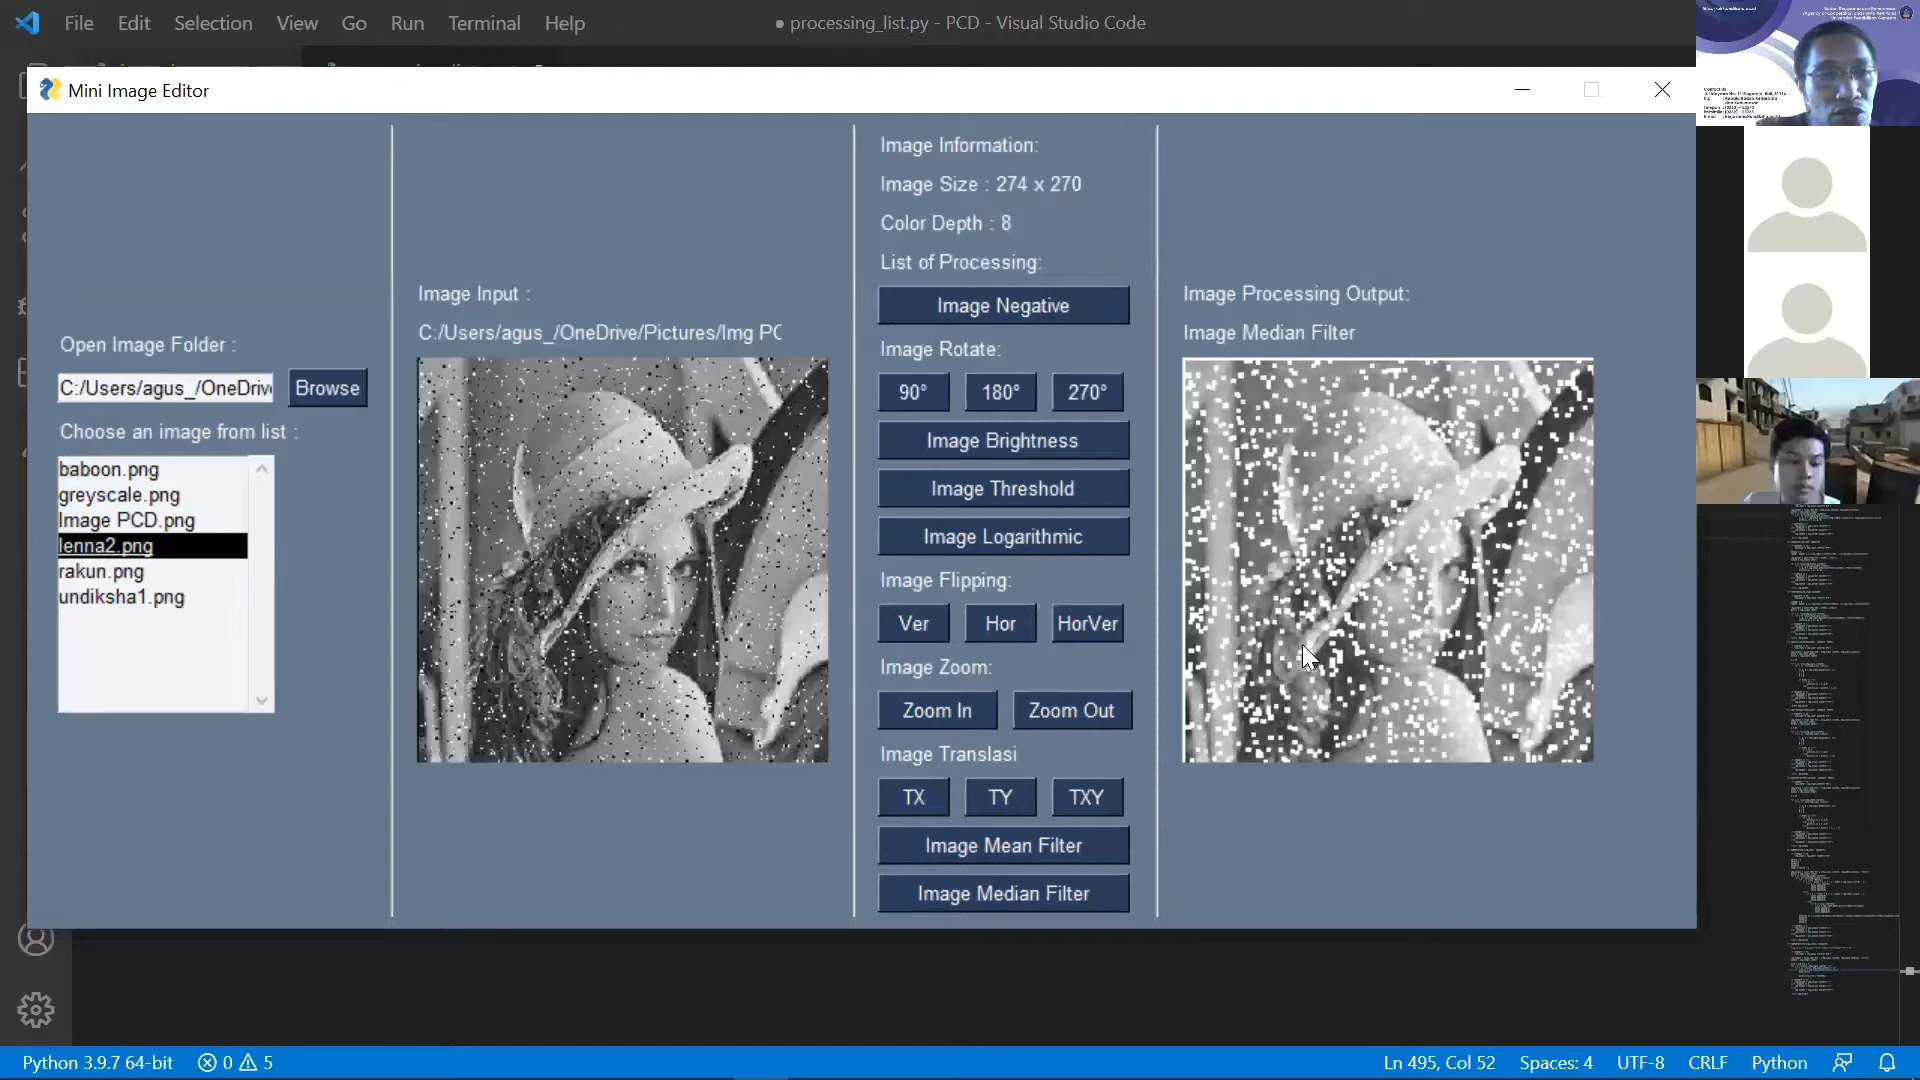 File Edit Selection View Go Run Terminal Help
● processing_list.py - PCD - Visual Studio Code
Mini Image Editor
Open Image Folder :
C:/Users/agus_/OneDriv
Browse
Choose an image from list :
baboon.png
greyscale.png
Image PCD.png
lenna2.png
rakun.png
undiksha1.png
Image Input :
C:/Users/agus_/OneDrive/Pictures/Img PC
Image Information:
Image Size : 274 x 270
Color Depth : 8
List of Processing:
Image Negative
Image Rotate:
90° 180° 270°
Image Brightness
Image Threshold
Image Logarithmic
Image Flipping:
Ver Hor HorVer
Image Zoom:
Zoom In Zoom Out
Image Translasi
TX TY TXY
Image Mean Filter
Image Median Filter
Image Processing Output:
Image Median Filter
Python 3.9.7 64-bit 0 5 Ln 495, Col 52 Spaces: 4 UTF-8 CRLF Python